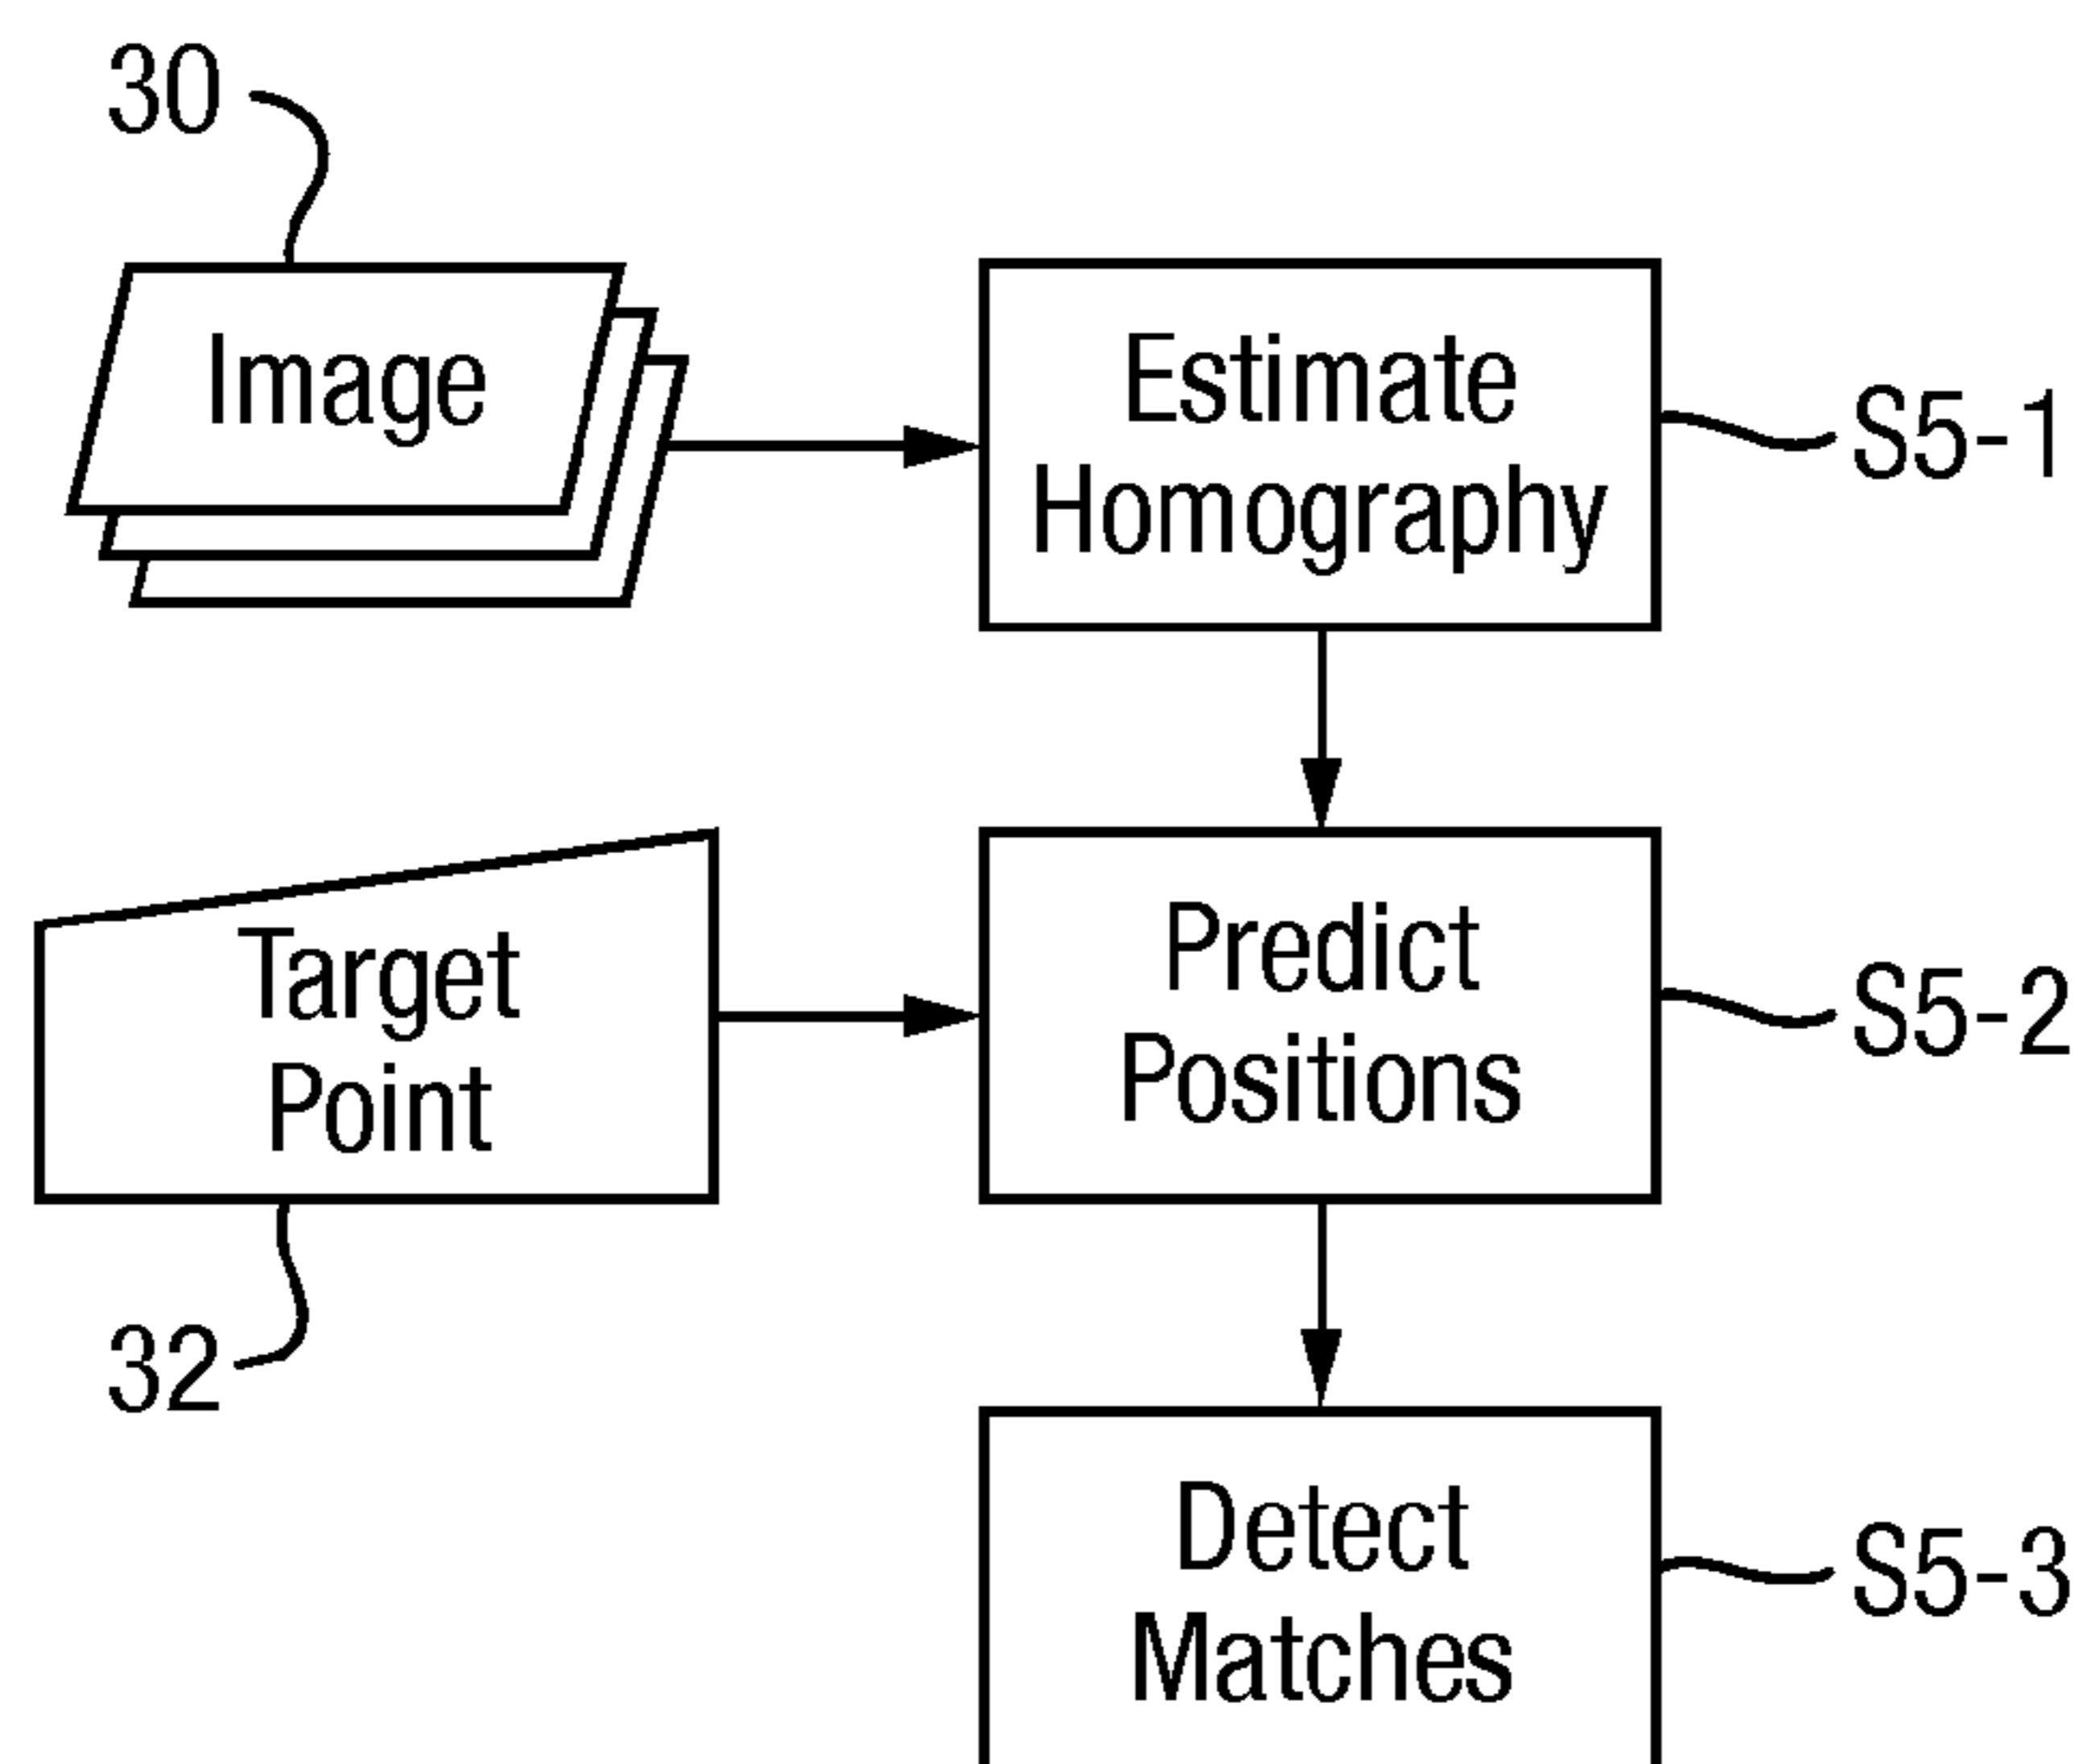 30
Image
Estimate
Homography
S5-1
Target
Point
32
Predict
Positions
S5-2
Detect
Matches
S5-3